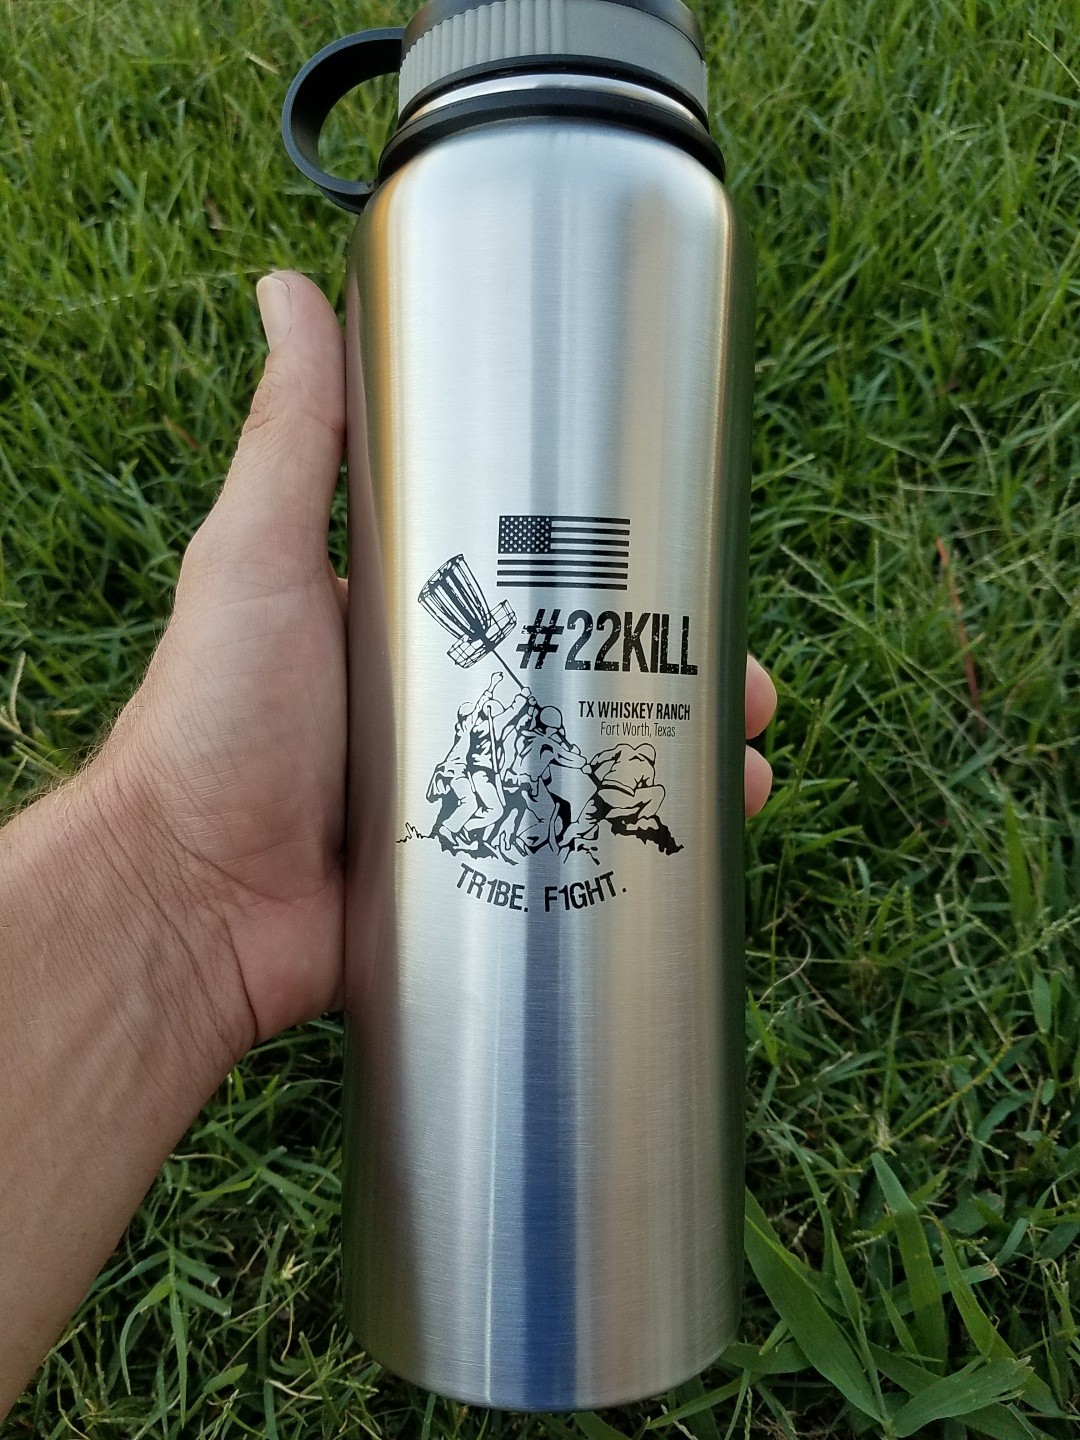 #22KILL
TX WHISKEY RANCH
Fort Worth, Texas
TR1BE. F1GHT.